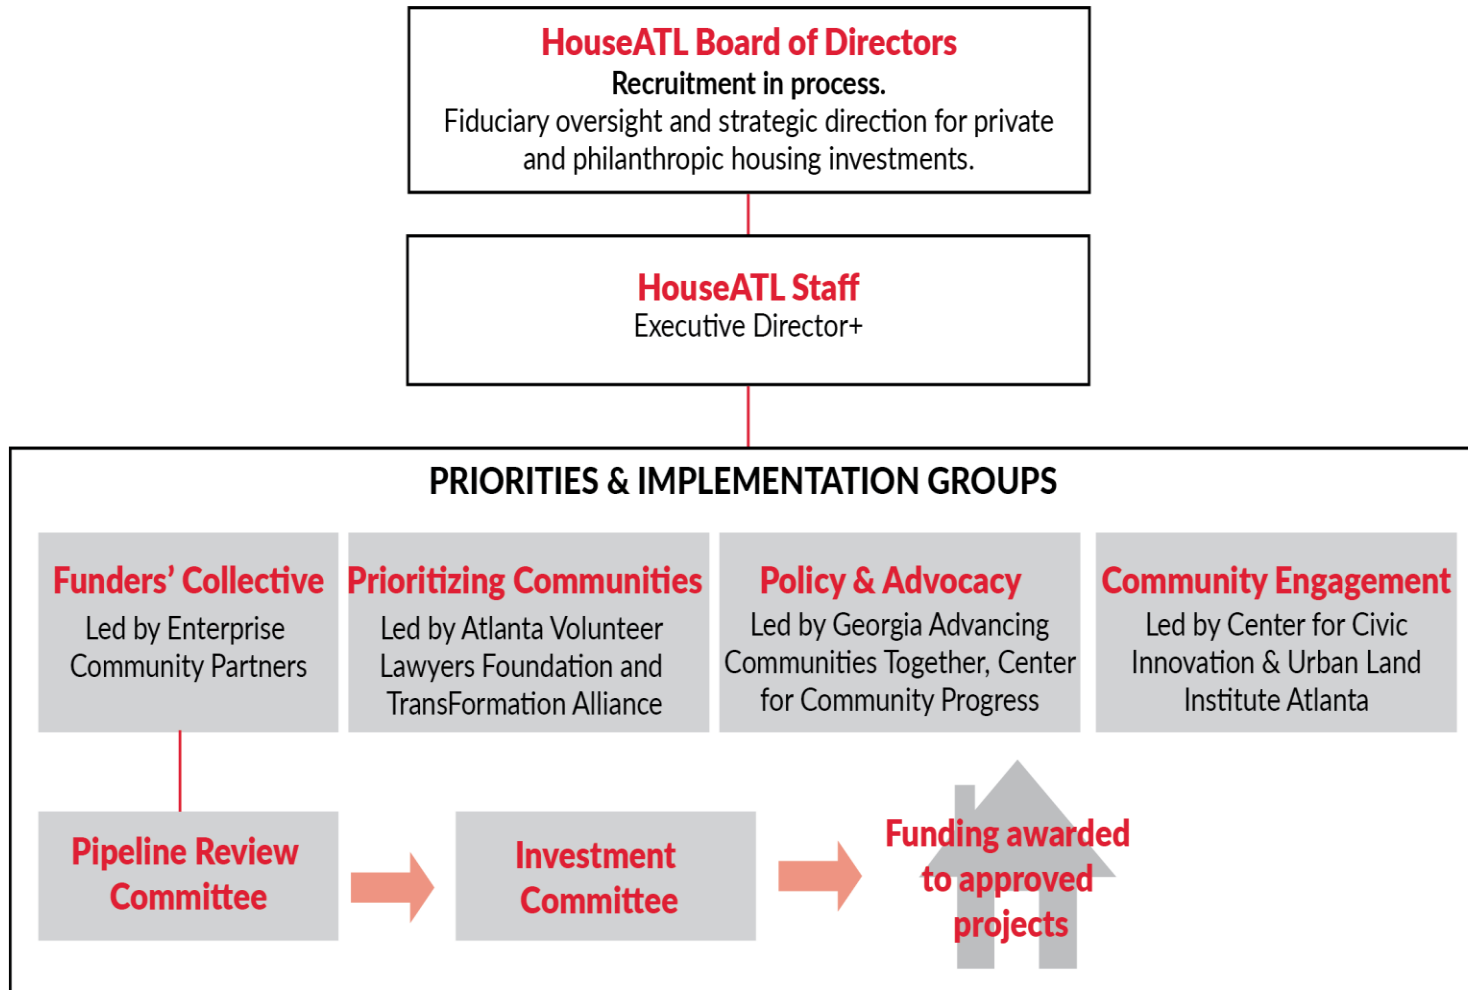 HouseATL Board of Directors
Recruitment in process.
Fiduciary oversight and strategic direction for private
and philanthropic housing investments.
HouseATL Staff
Executive Director+
PRIORITIES & IMPLEMENTATION GROUPS
Funders’ Collective
Led by Enterprise
Community Partners
Prioritizing Communities
Led by Atlanta Volunteer
Lawyers Foundation and
TransFormation Alliance
Policy & Advocacy
Led by Georgia Advancing
Communities Together, Center
for Community Progress
Community Engagement
Led by Center for Civic
Innovation & Urban Land
Institute Atlanta
Pipeline Review
Committee
Investment
Committee
Funding awarded
to approved
projects